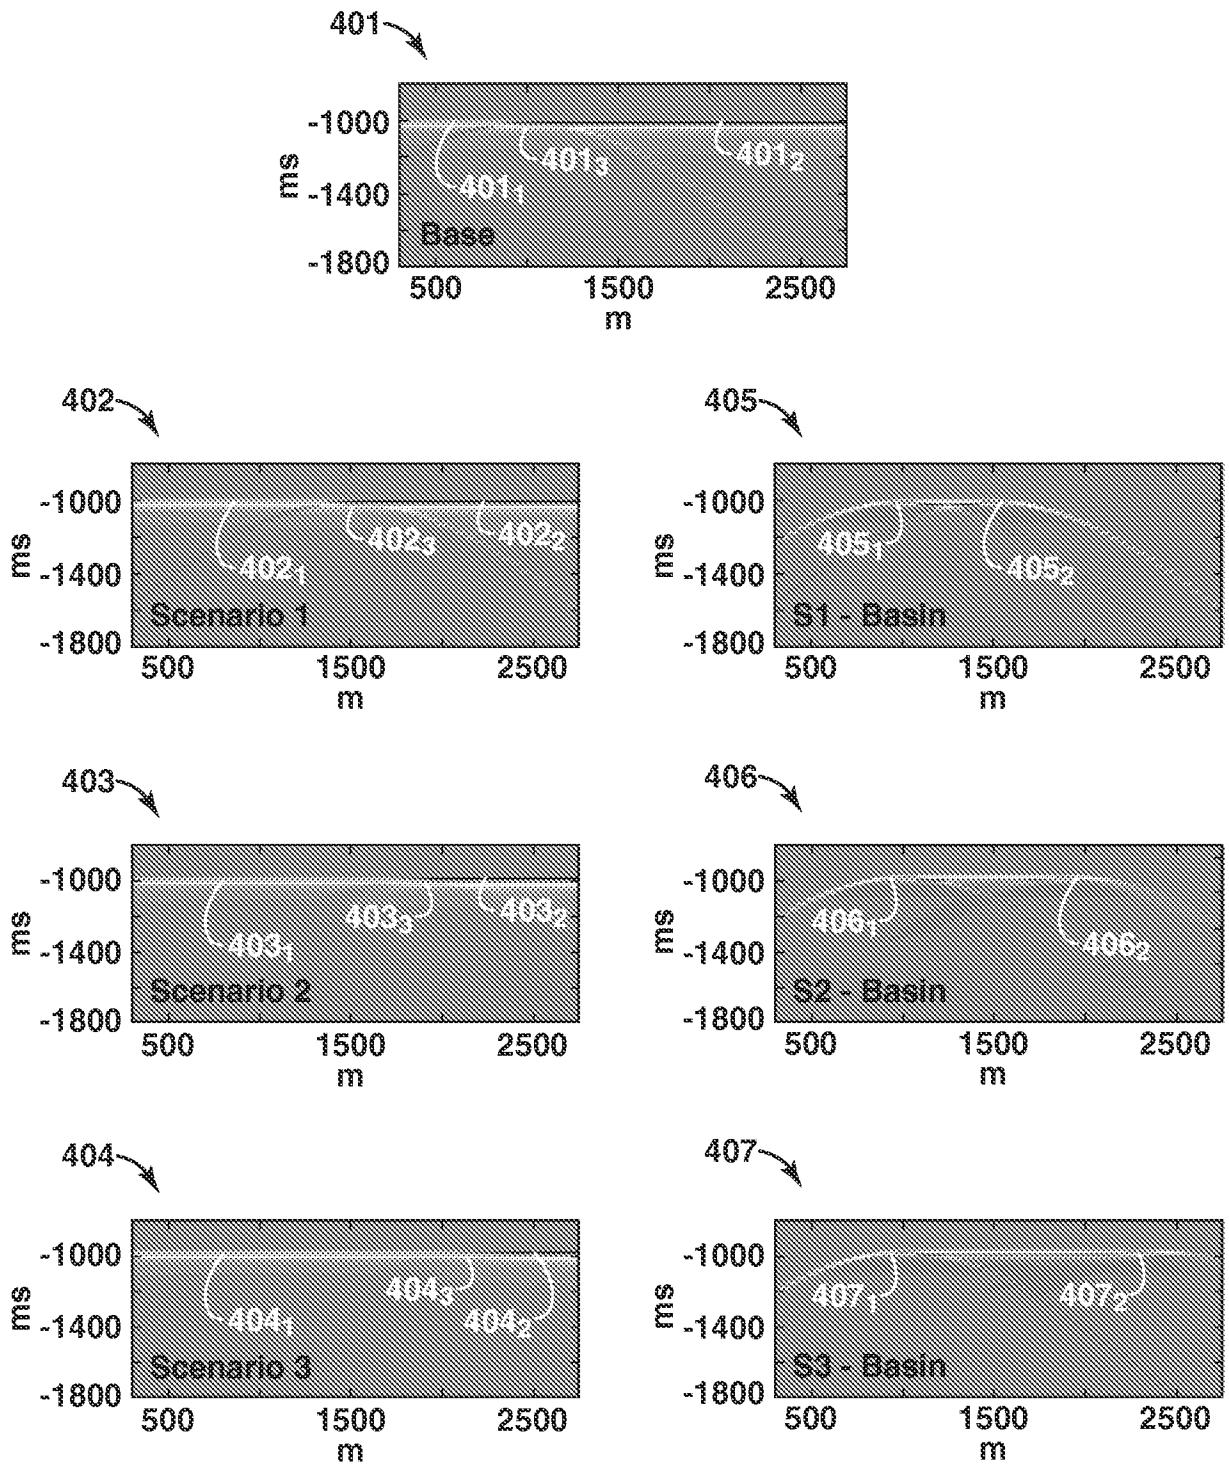 401
-1000
-1400
-1800
ms
401₁
401₃
401₂
Base
500 1500 2500
m
402
-1000
-1400
-1800
ms
402₁
402₃
402₂
Scenario 1
500 1500 2500
m
405
-1000
-1400
-1800
ms
405₁
405₂
S1 - Basin
500 1500 2500
m
403
-1000
-1400
-1800
ms
403₁
403₃
403₂
Scenario 2
500 1500 2500
m
406
-1000
-1400
-1800
ms
406₁
406₂
S2 - Basin
500 1500 2500
m
404
-1000
-1400
-1800
ms
404₁
404₃
404₂
Scenario 3
500 1500 2500
m
407
-1000
-1400
-1800
ms
407₁
407₂
S3 - Basin
500 1500 2500
m